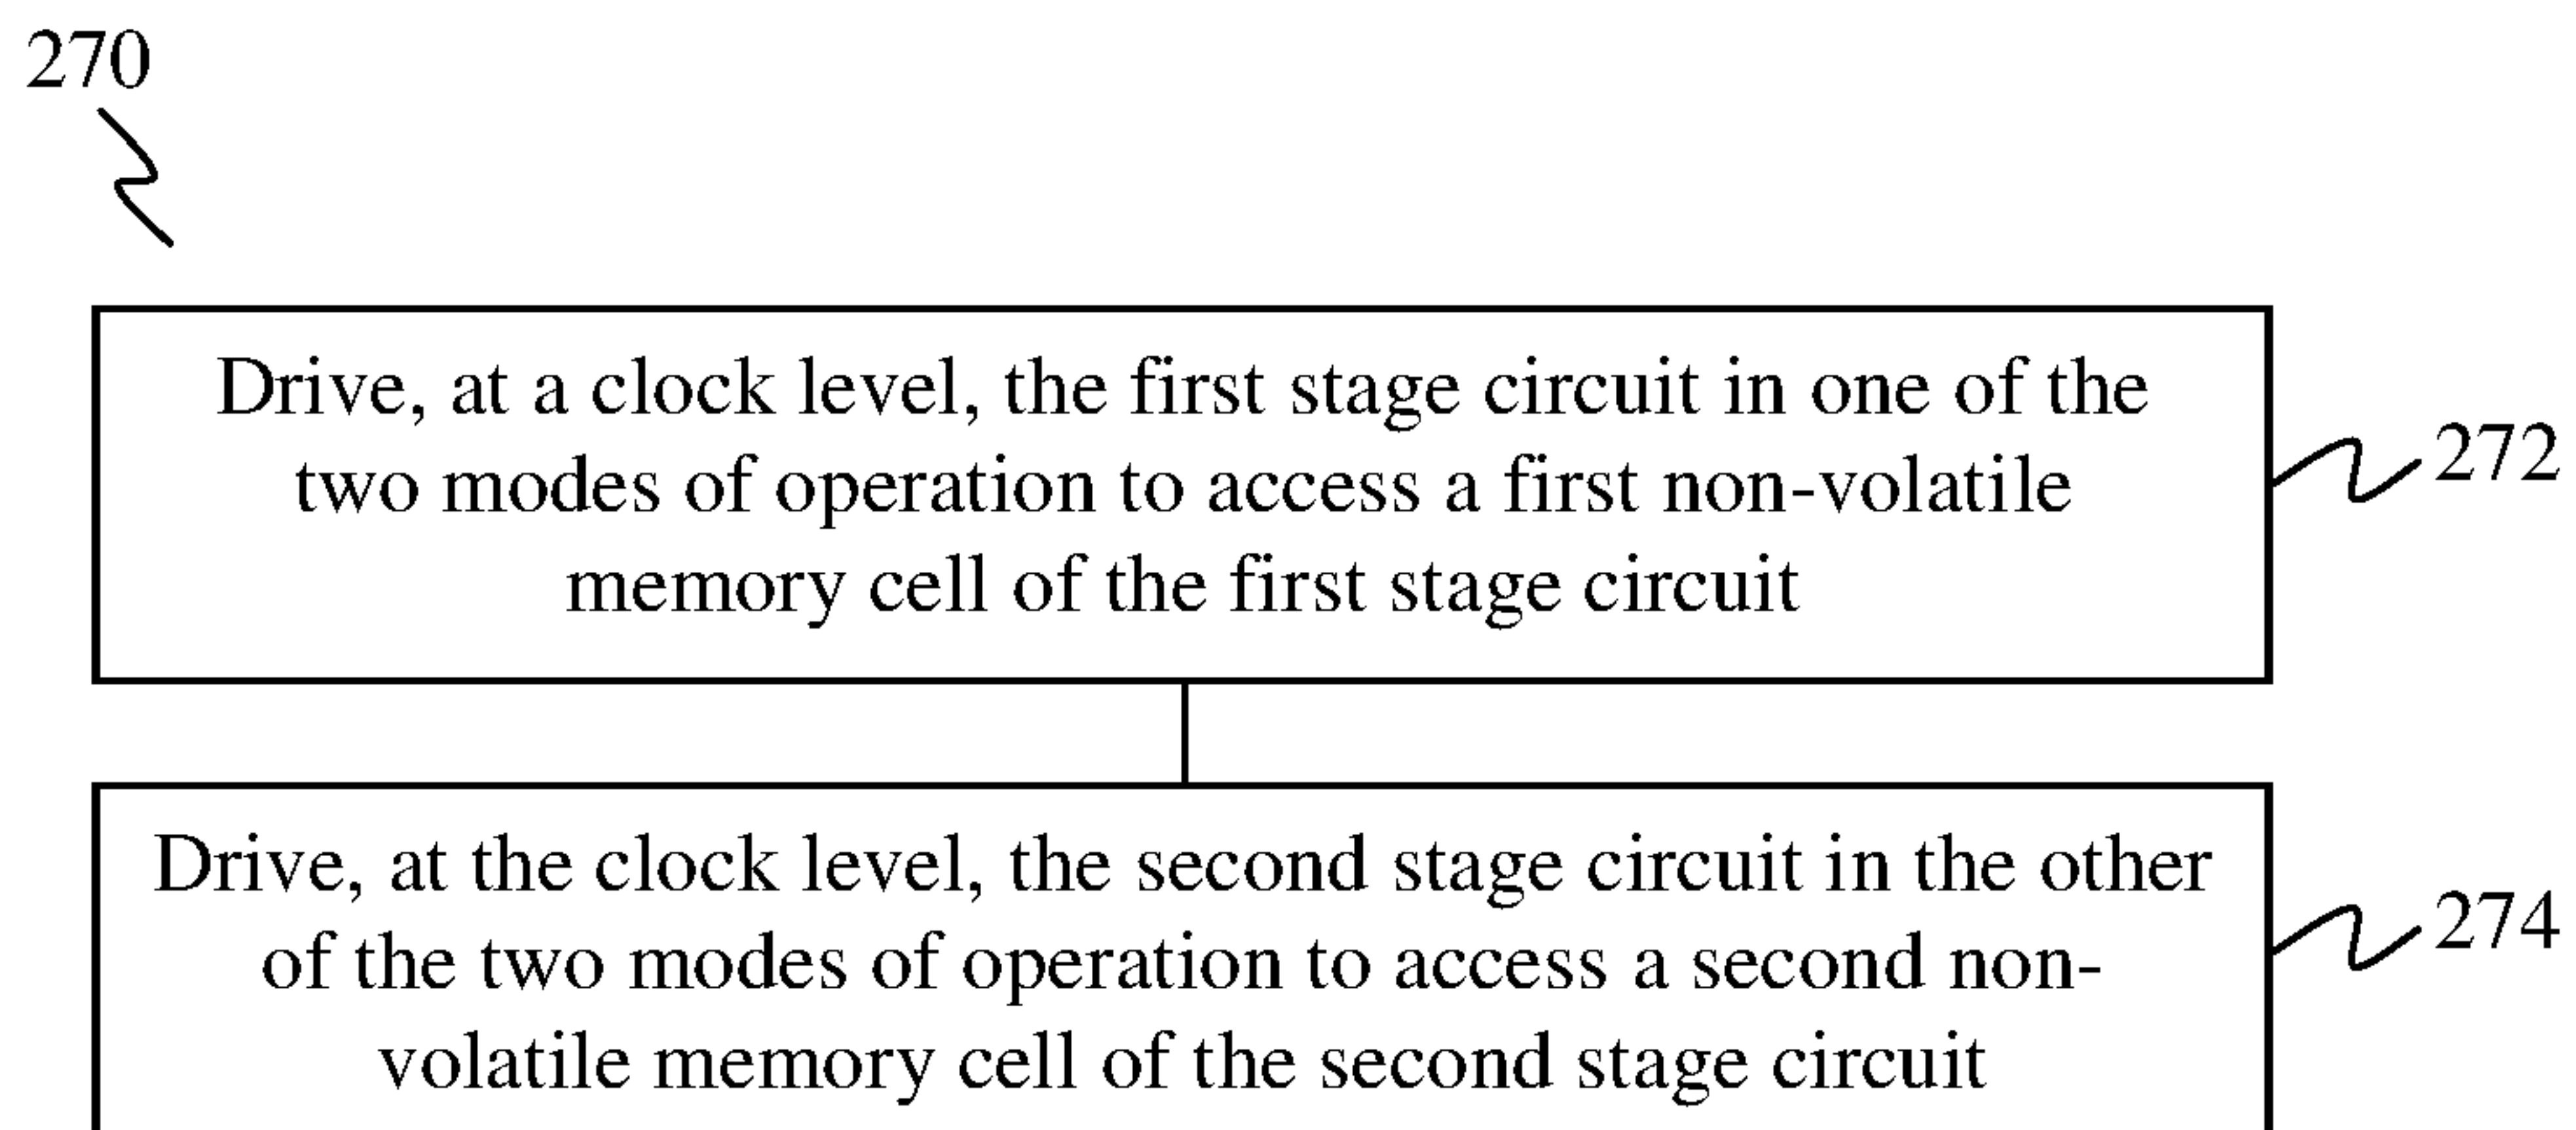 270
Drive, at a clock level, the first stage circuit in one of the
two modes of operation to access a first non-volatile
memory cell of the first stage circuit
272
Drive, at the clock level, the second stage circuit in the other
of the two modes of operation to access a second non-
volatile memory cell of the second stage circuit
274